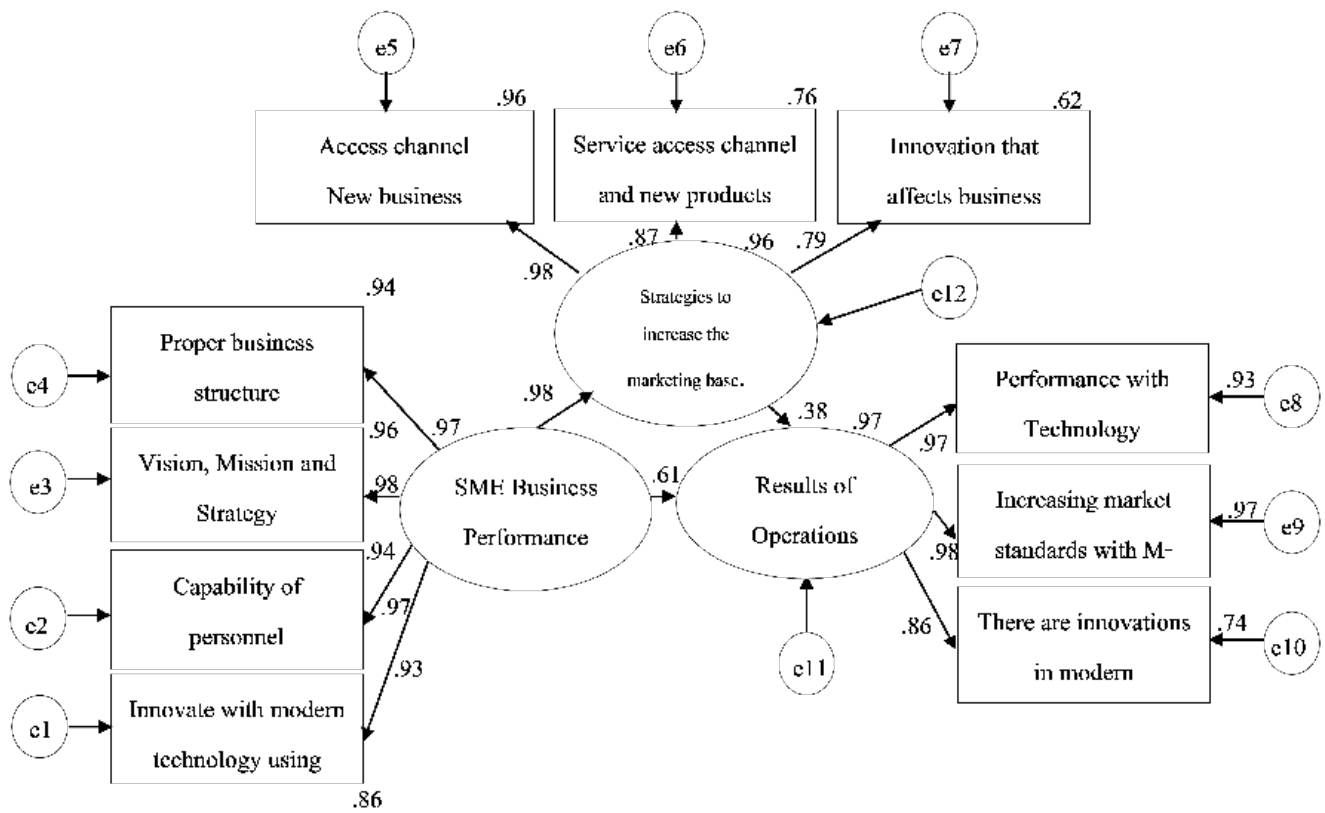 e5
e6
e7
.96
.76
.62
Access channel
New business
Service access channel
and new products
Innovation that
affects business
.98
.87
.96
.79
Strategies to
increase the
marketing base.
e12
.94
Proper business
structure
e4
.98
.97
.96
Vision, Mission and
Strategy
e3
.98
SME Business
Performance
.61
.38
Results of
Operations
.97
.97
Performance with
Technology
.93
e8
Increasing market
standards with M-
.97
e9
.98
.94
Capability of
personnel
e2
.97
.86
There are innovations
in modern
.74
e10
e11
.93
Innovate with modern
technology using
e1
.86